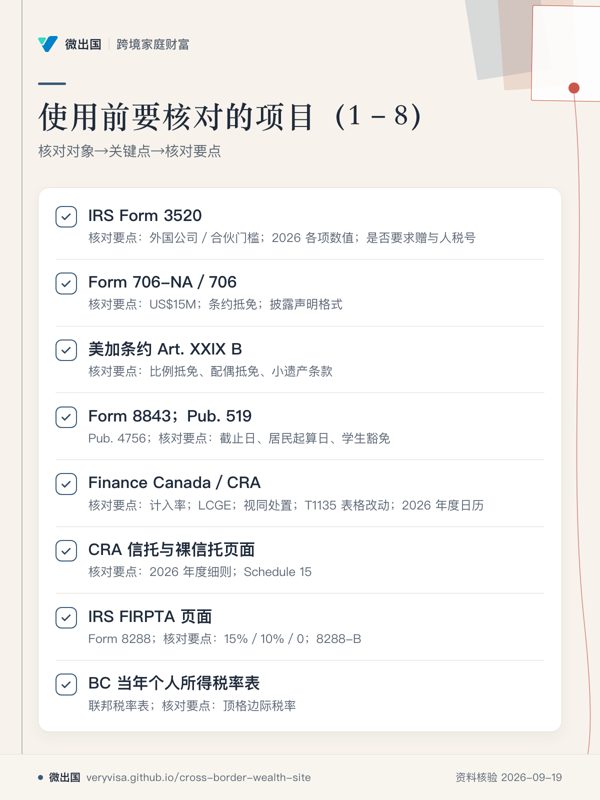 微出国 | 跨境家庭财富
使用前要核对的项目（1–8）
核对对象→关键点→核对要点
IRS Form 3520
核对要点：外国公司 / 合伙门槛；2026 各项数值；是否要求赠与人税号
Form 706-NA / 706
核对要点：US$15M；条约抵免；披露声明格式
美加条约 Art. XXIX B
核对要点：比例抵免、配偶抵免、小遗产条款
Form 8843；Pub. 519
Pub. 4756；核对要点：截止日、居民起算日、学生豁免
Finance Canada / CRA
核对要点：计入率；LCGE；视同处置；T1135 表格改动；2026 年度日历
CRA 信托与裸信托页面
核对要点：2026 年度细则；Schedule 15
IRS FIRPTA 页面
Form 8288；核对要点：15% / 10% / 0；8288-B
BC 当年个人所得税率表
联邦税率表；核对要点：顶格边际税率
微出国 veryvisa.github.io/cross-border-wealth-site
资料核验 2026-09-19